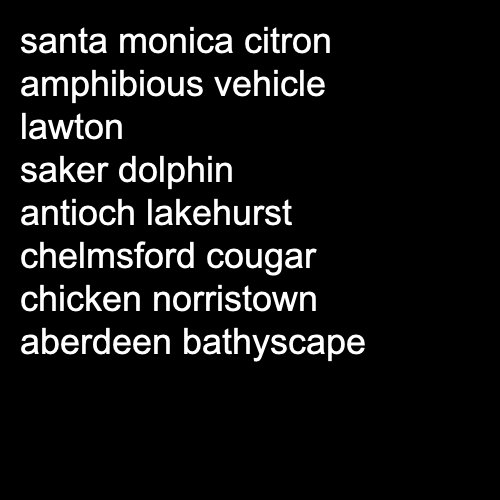 santa monica citron
amphibious vehicle
lawton
saker dolphin
antioch lakehurst
chelmsford cougar
chicken norristown
aberdeen bathyscape